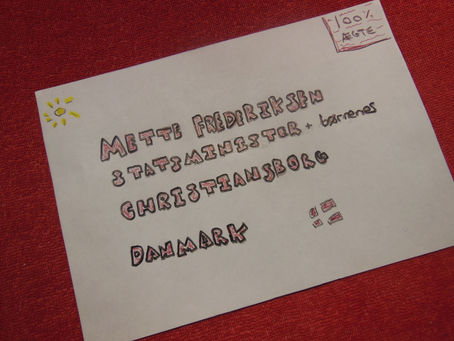 100%
ÆGTE
METTE FREDERIKSEN
STATSMINISTER + børnenes
CHRISTIANSBORG
DANMARK